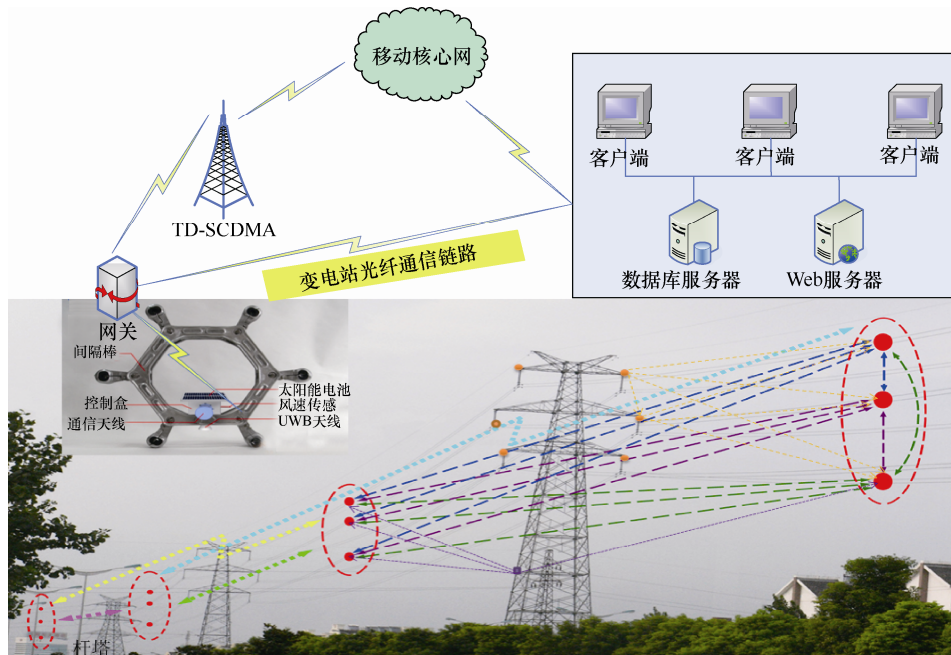 移动核心网
客户端
客户端
客户端
TD-SCDMA
变电站光纤通信链路
数据库服务器
Web服务器
网关
间隔棒
控制盒
通信天线
太阳能电池
风速传感
UWB天线
杆塔